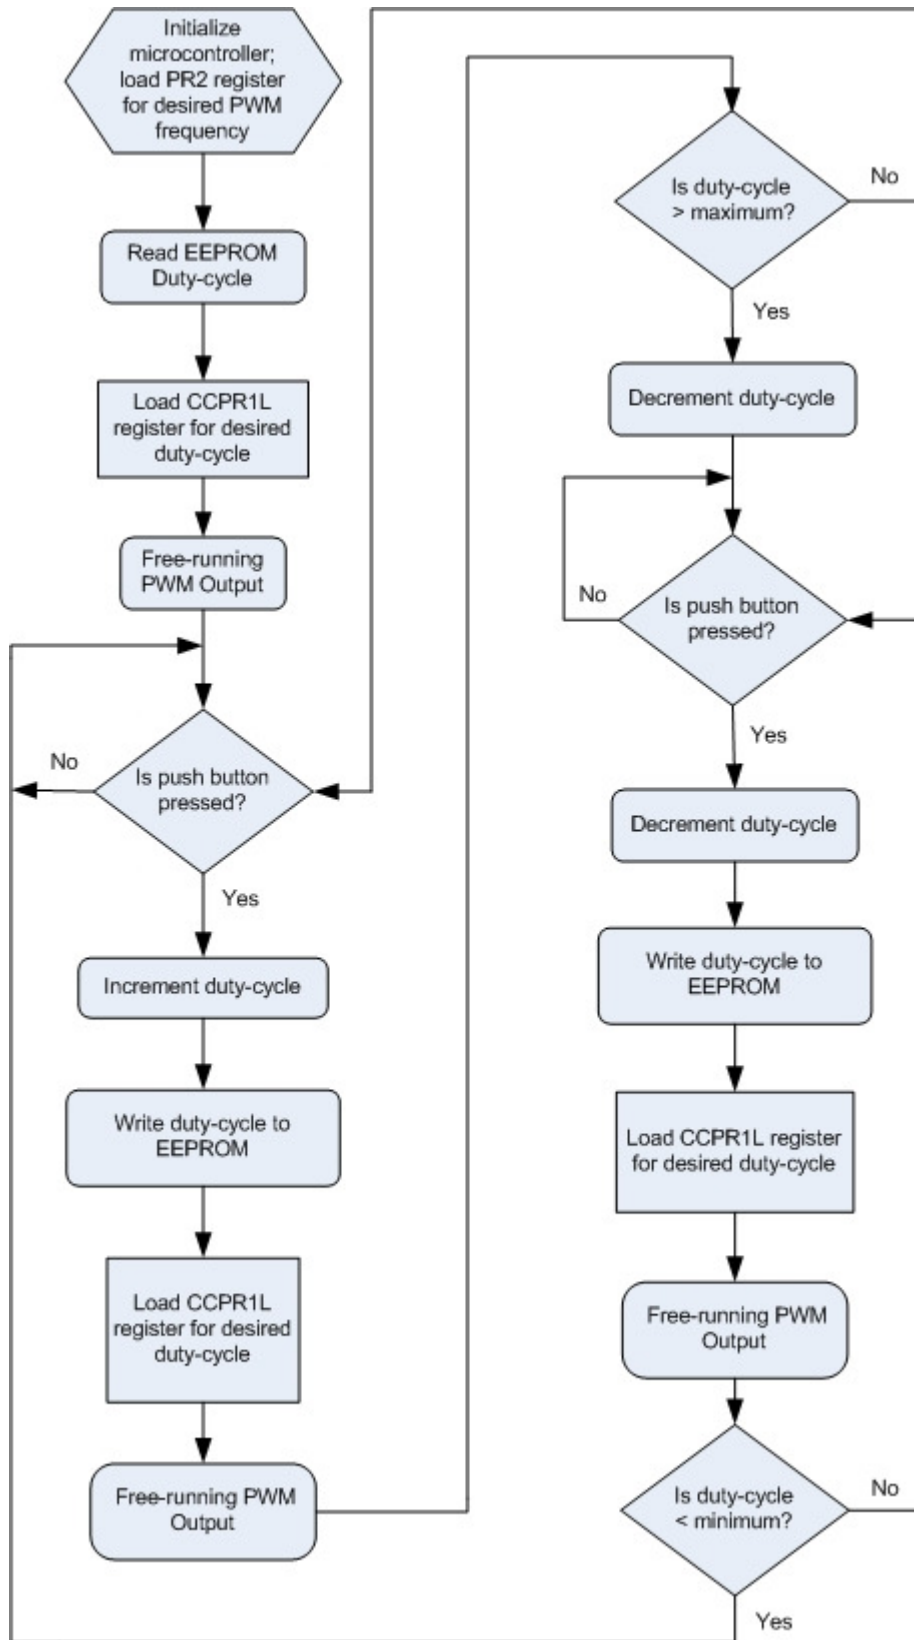 Initialize
microcontroller;
load PR2 register
for desired PWM
frequency
Read EEPROM
Duty-cycle
Load CCPR1L
register for desired
duty-cycle
Free-running
PWM Output
No
Is push button
pressed?
Yes
Increment duty-cycle
Write duty-cycle to
EEPROM
Load CCPR1L
register for desired
duty-cycle
Free-running PWM
Output
Is duty-cycle
> maximum?
No
Yes
Decrement duty-cycle
No
Is push button
pressed?
Yes
Decrement duty-cycle
Write duty-cycle to
EEPROM
Load CCPR1L register
for desired duty-cycle
Free-running PWM
Output
Is duty-cycle
< minimum?
No
Yes